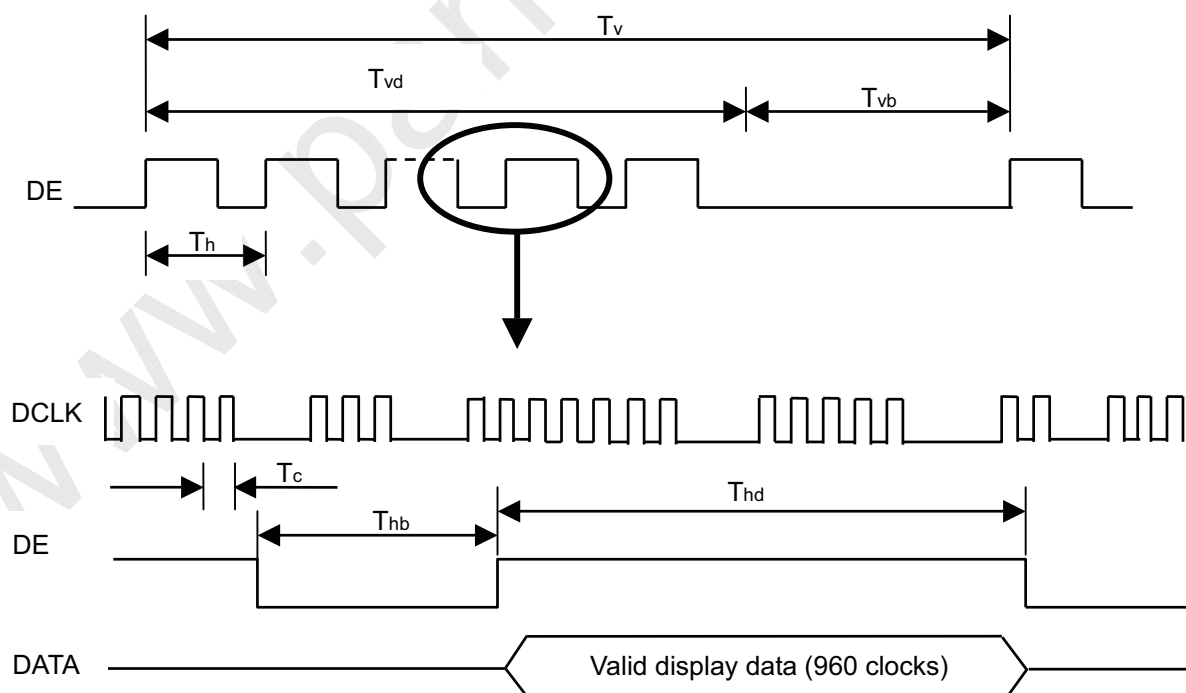 Tv
Tvd
Tvb
DE
Th
DCLK
Tc
Thd
Thb
DE
DATA
Valid display data (960 clocks)